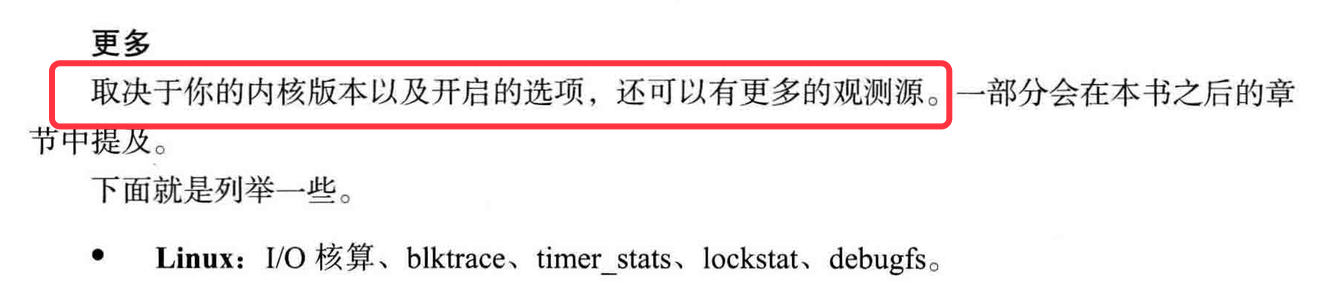 更多
取决于你的内核版本以及开启的选项，还可以有更多的观测源。一部分会在本书之后的章
节中提及。
下面就是列举一些。
• Linux：I/O 核算、blktrace、timer_stats、lockstat、debugfs。